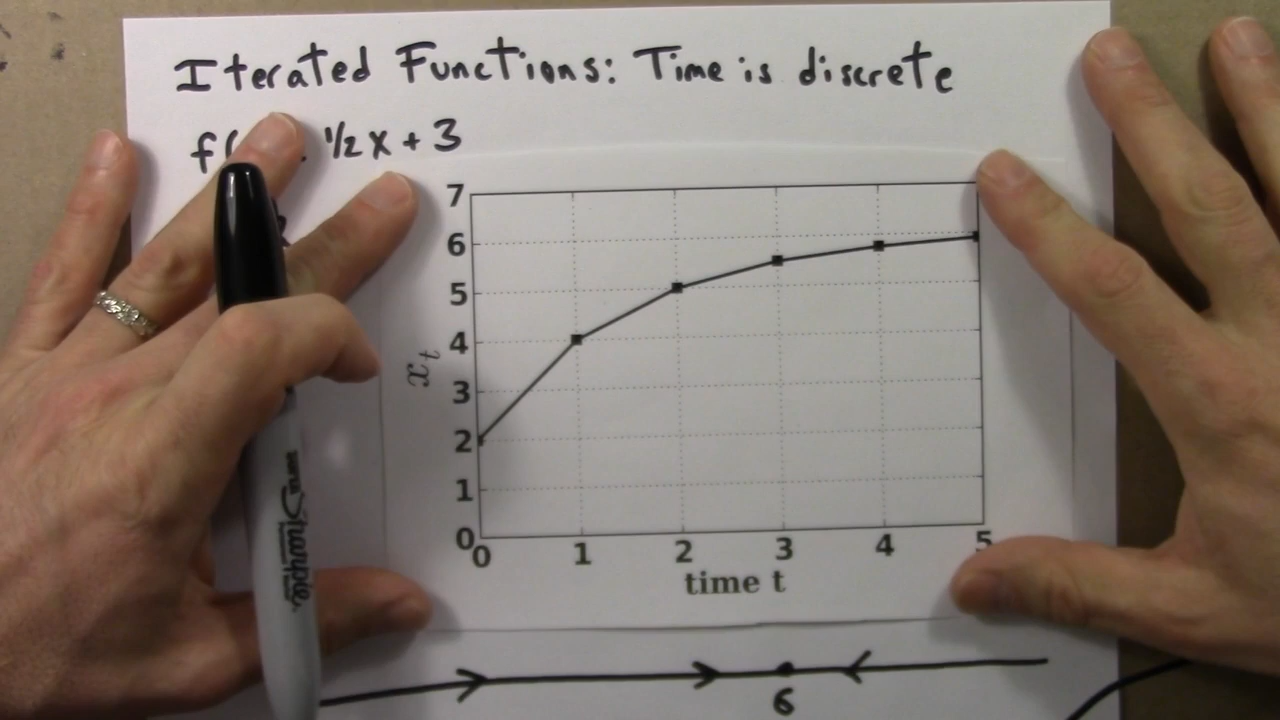 Iterated Functions: Time is discrete
f( ½x + 3
7
6
5
4
3
2
1
0
x_t
0 1 2 3 4 5
time t
Sharpie
6